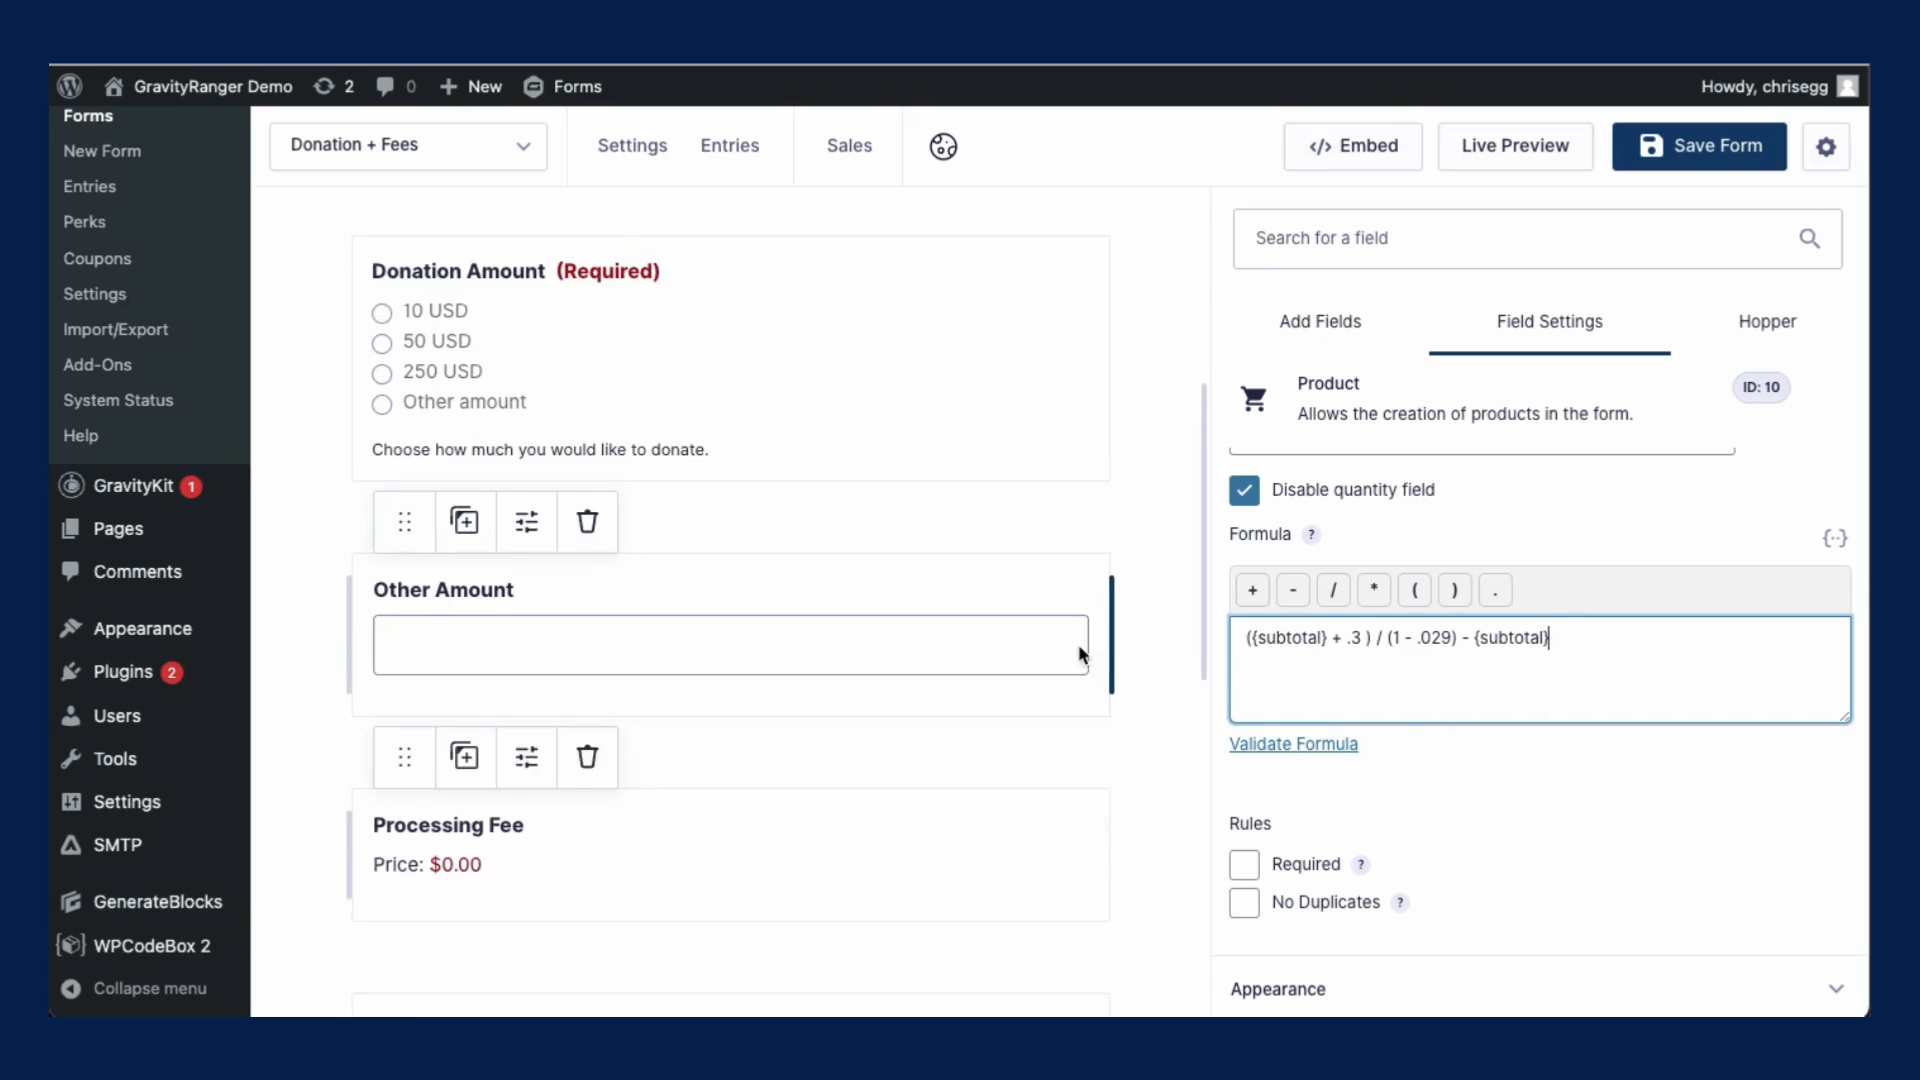 GravityRanger Demo 2 0 New Forms Howdy, chrisegg
Forms
New Form
Entries
Perks
Coupons
Settings
Import/Export
Add-Ons
System Status
Help
GravityKit 1
Pages
Comments
Appearance
Plugins 2
Users
Tools
Settings
SMTP
GenerateBlocks
WPCodeBox 2
Collapse menu
Donation + Fees Settings Entries Sales </> Embed Live Preview Save Form
Donation Amount (Required)
10 USD
50 USD
250 USD
Other amount
Choose how much you would like to donate.
Other Amount
Processing Fee
Price: $0.00
Search for a field
Add Fields Field Settings Hopper
Product ID: 10
Allows the creation of products in the form.
Disable quantity field
Formula ? {··}
+ - / * ( ) .
({subtotal} + .3 ) / (1 - .029) - {subtotal}
Validate Formula
Rules
Required ?
No Duplicates ?
Appearance